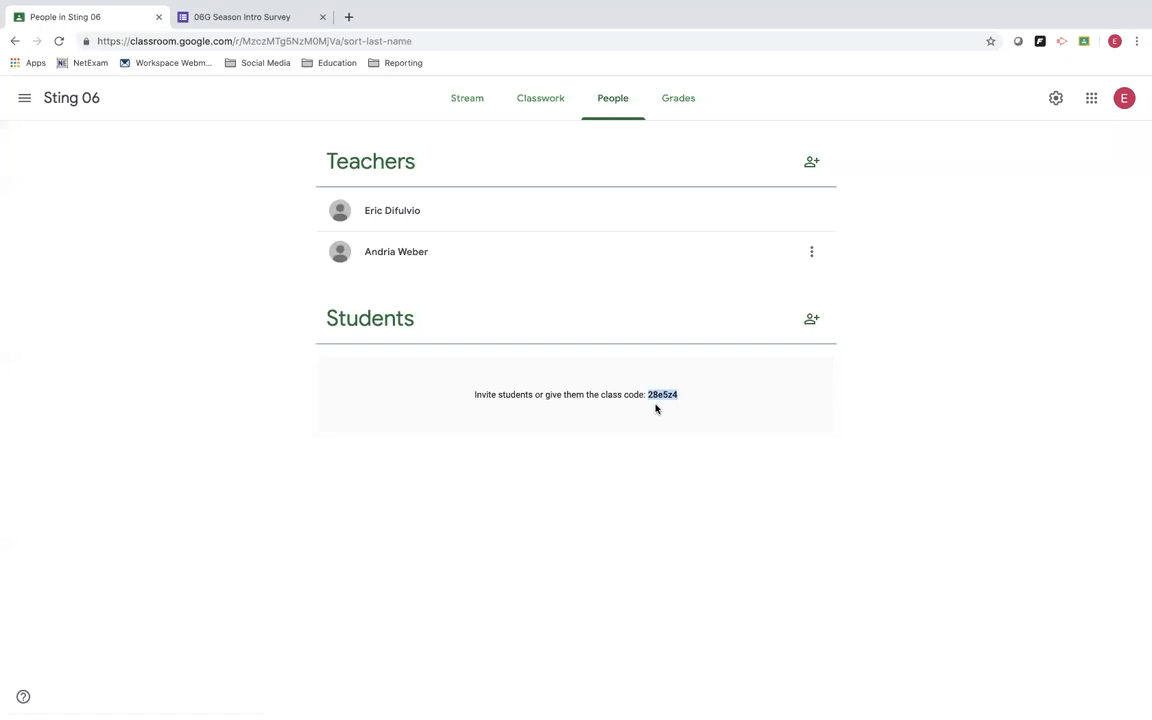 People in Sting 06
06G Season Intro Survey
https://classroom.google.com/r/MzczMTg5NzM0MjVa/sort-last-name
E
Apps
NE NetExam
Workspace Webm...
Social Media
Education
Reporting
Sting 06
Stream
Classwork
People
Grades
E
Teachers
Eric Difulvio
Andria Weber
Students
Invite students or give them the class code: 28e5z4